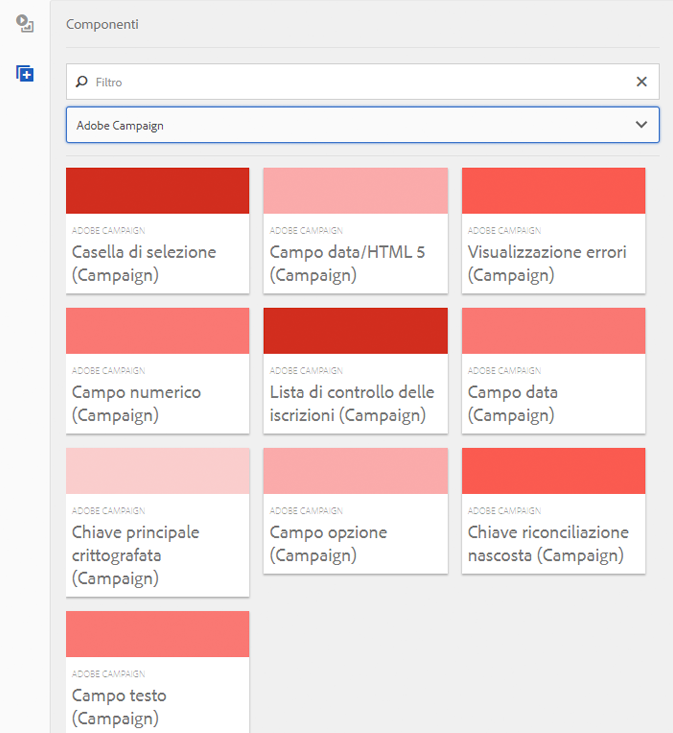 Componenti
Filtro
Adobe Campaign
ADOBE CAMPAIGN
Casella di selezione
(Campaign)
ADOBE CAMPAIGN
Campo data/HTML 5
(Campaign)
ADOBE CAMPAIGN
Visualizzazione errori
(Campaign)
ADOBE CAMPAIGN
Campo numerico
(Campaign)
ADOBE CAMPAIGN
Lista di controllo delle
iscrizioni (Campaign)
ADOBE CAMPAIGN
Campo data
(Campaign)
ADOBE CAMPAIGN
Chiave principale
crittografata
(Campaign)
ADOBE CAMPAIGN
Campo opzione
(Campaign)
ADOBE CAMPAIGN
Chiave riconciliazione
nascosta (Campaign)
ADOBE CAMPAIGN
Campo testo
(Campaign)